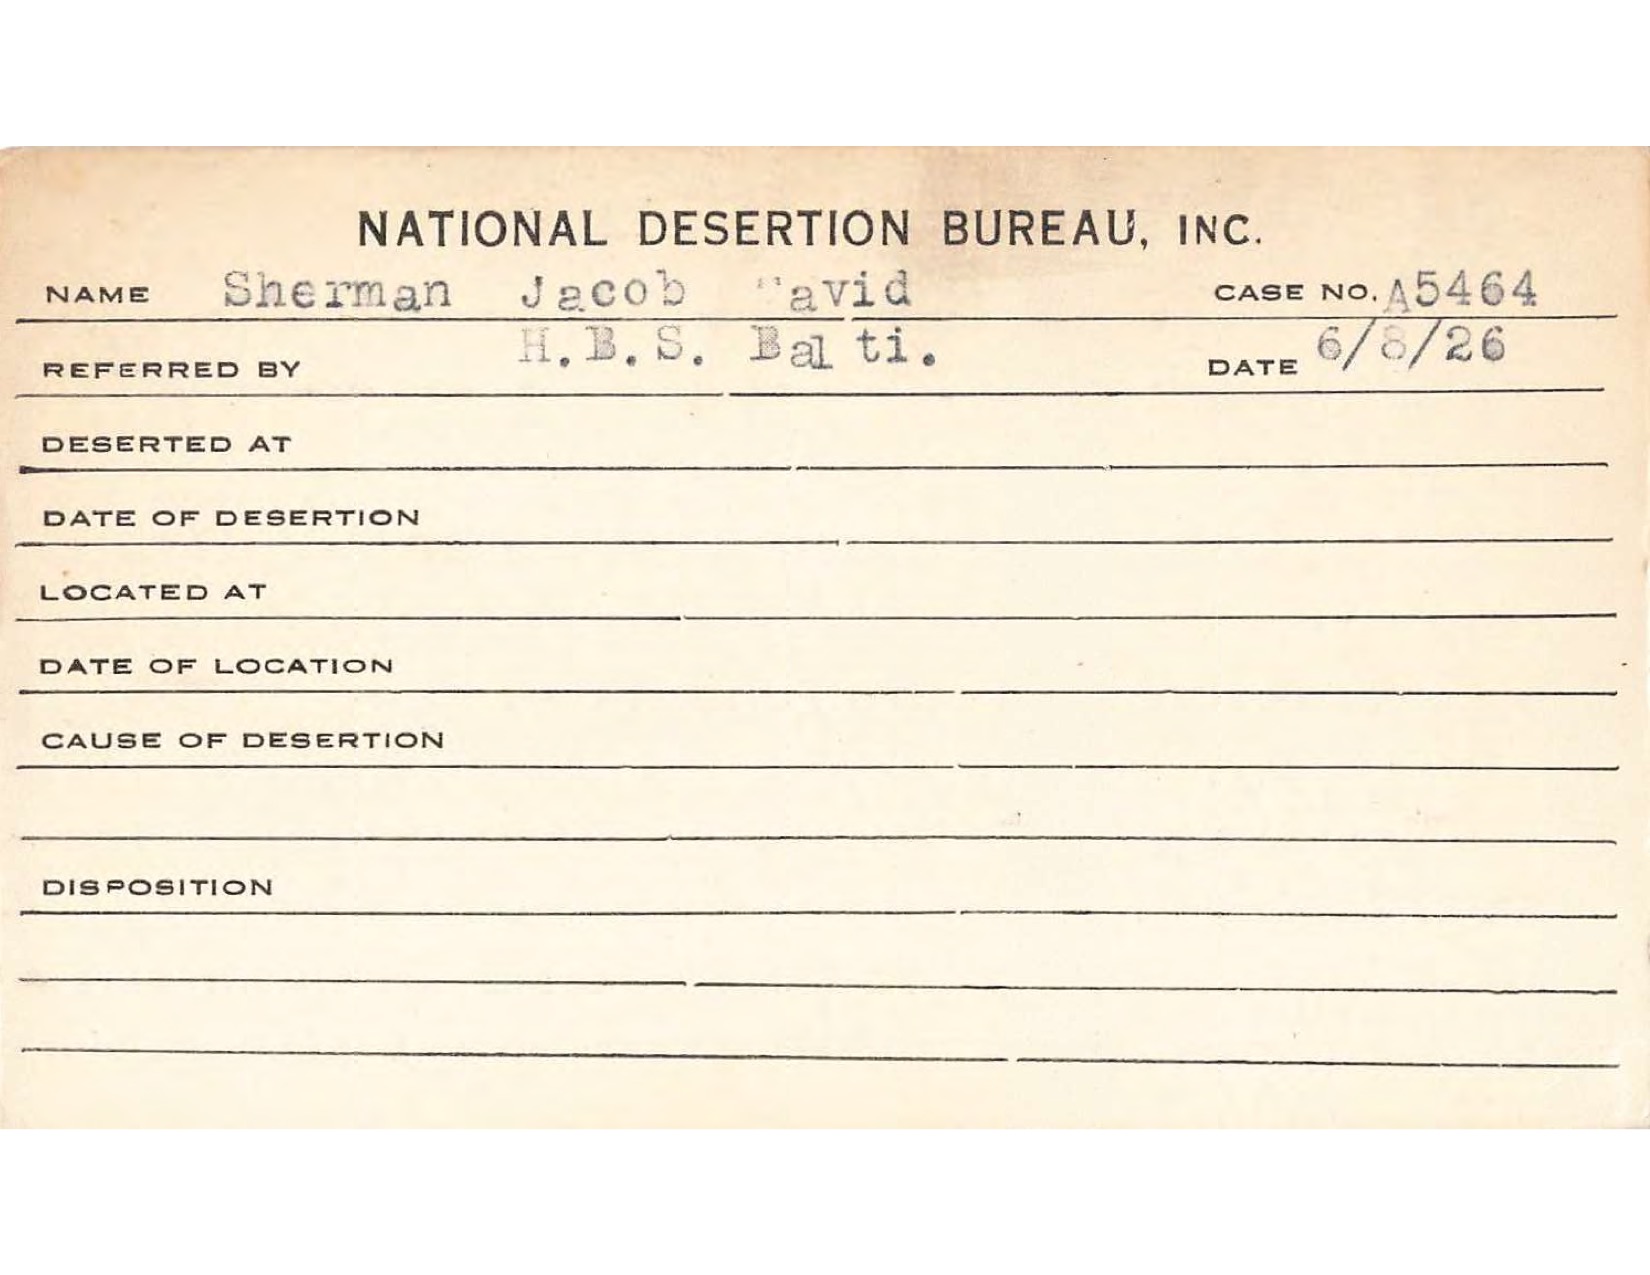 NATIONAL DESERTION BUREAU, INC.
NAME Sherman Jacob David CASE NO. A5464
REFERRED BY H.B.S. Balti. DATE 6/8/26
DESERTED AT
DATE OF DESERTION
LOCATED AT
DATE OF LOCATION
CAUSE OF DESERTION
DISPOSITION